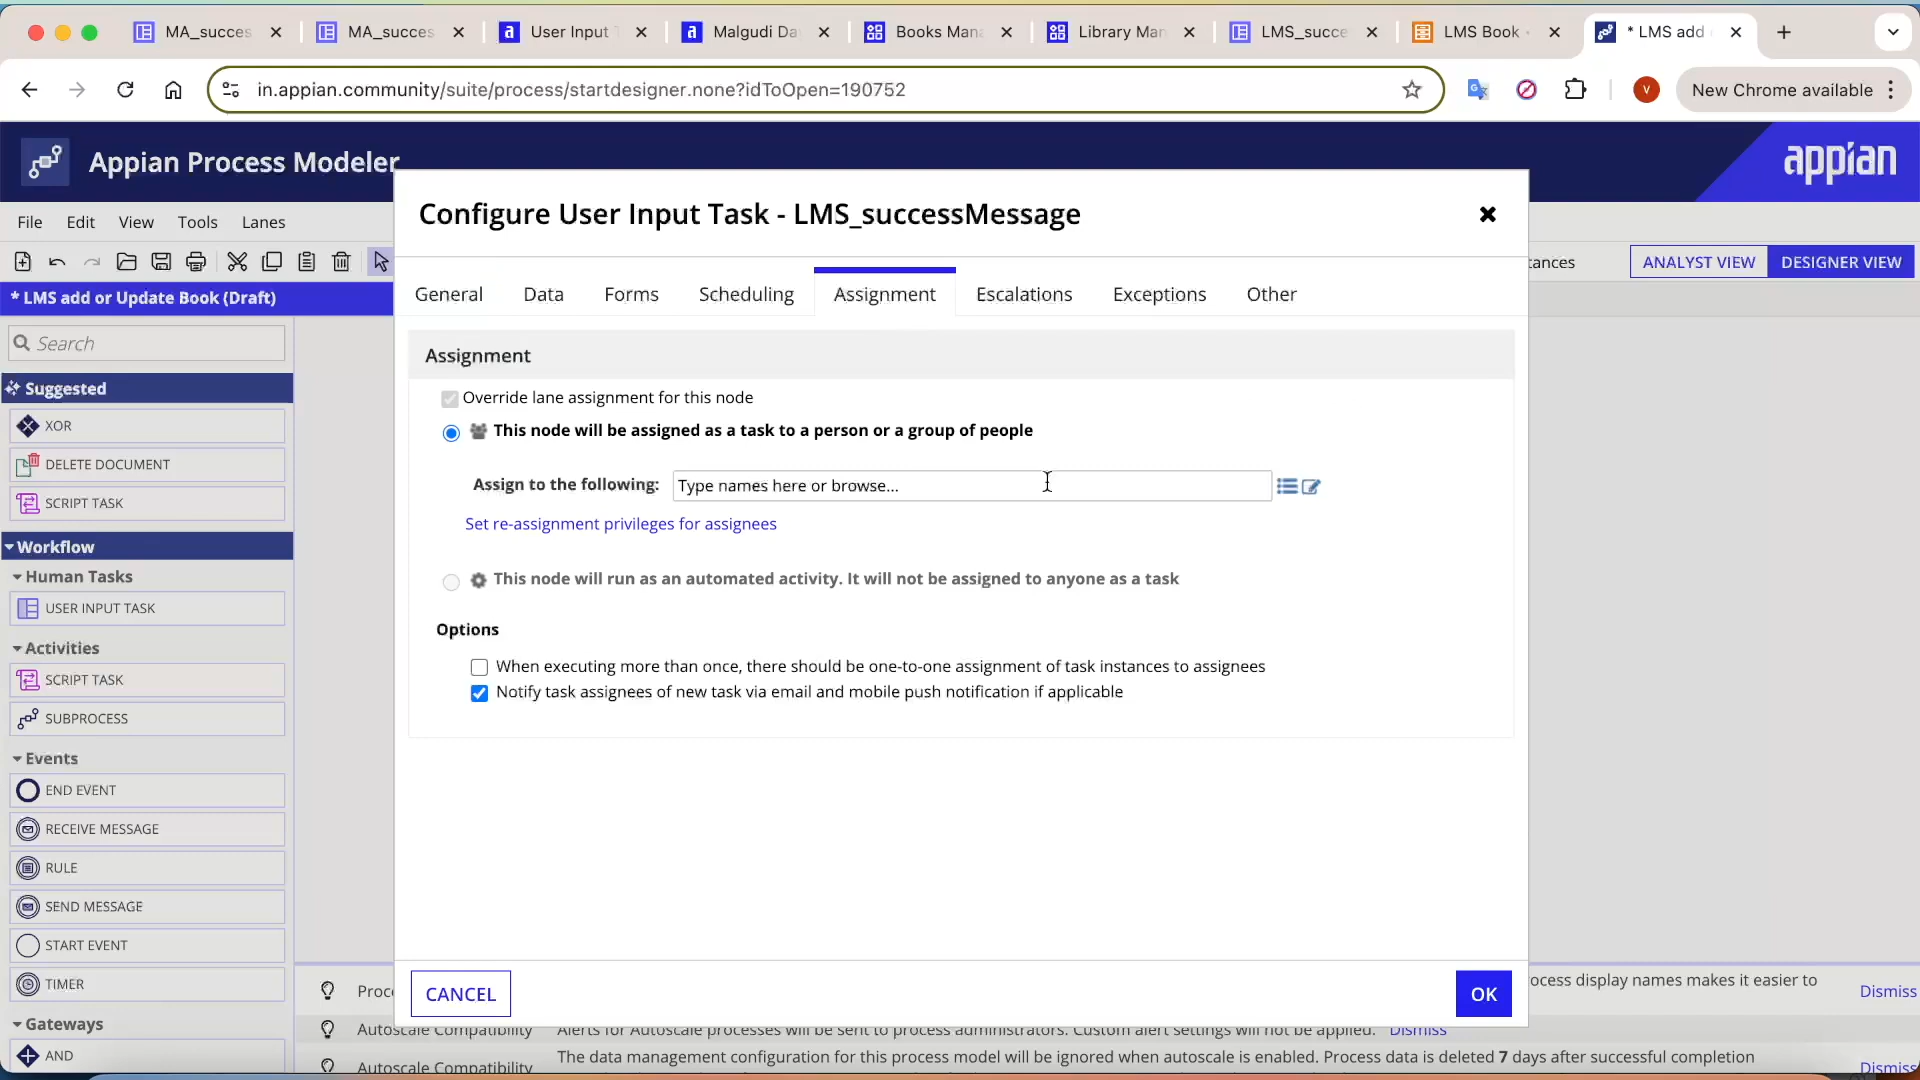 MA_succes
MA_succes
User Input
Malgudi Da
Books Mana
Library Man
LMS_succe
LMS Book
* LMS add
in.appian.community/suite/process/startdesigner.none?idToOpen=190752
V
New Chrome available
Appian Process Modeler
appian
File Edit View Tools Lanes
tances
ANALYST VIEW
DESIGNER VIEW
* LMS add or Update Book (Draft)
Search
Suggested
XOR
DELETE DOCUMENT
SCRIPT TASK
Workflow
Human Tasks
USER INPUT TASK
Activities
SCRIPT TASK
SUBPROCESS
Events
END EVENT
RECEIVE MESSAGE
RULE
SEND MESSAGE
START EVENT
TIMER
Gateways
AND
Configure User Input Task - LMS_successMessage
General Data Forms Scheduling Assignment Escalations Exceptions Other
Assignment
Override lane assignment for this node
This node will be assigned as a task to a person or a group of people
Assign to the following: Type names here or browse...
Set re-assignment privileges for assignees
This node will run as an automated activity. It will not be assigned to anyone as a task
Options
When executing more than once, there should be one-to-one assignment of task instances to assignees
Notify task assignees of new task via email and mobile push notification if applicable
CANCEL
OK
Proc
ocess display names makes it easier to
Dismiss
Autoscale Compatibility Alerts for Autoscale processes will be sent to process administrators. Custom alert settings will not be applied. Dismiss
Autoscale Compatibility The data management configuration for this process model will be ignored when autoscale is enabled. Process data is deleted 7 days after successful completion Dismiss